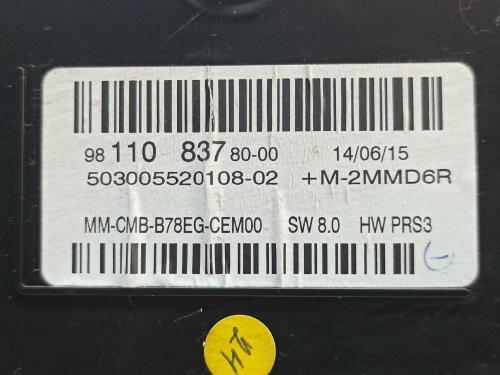 98 110 837 80-00 14/06/15
503005520108-02 +M-2MMD6R
MM-CMB-B78EG-CEM00 SW 8.0 HW PRS3